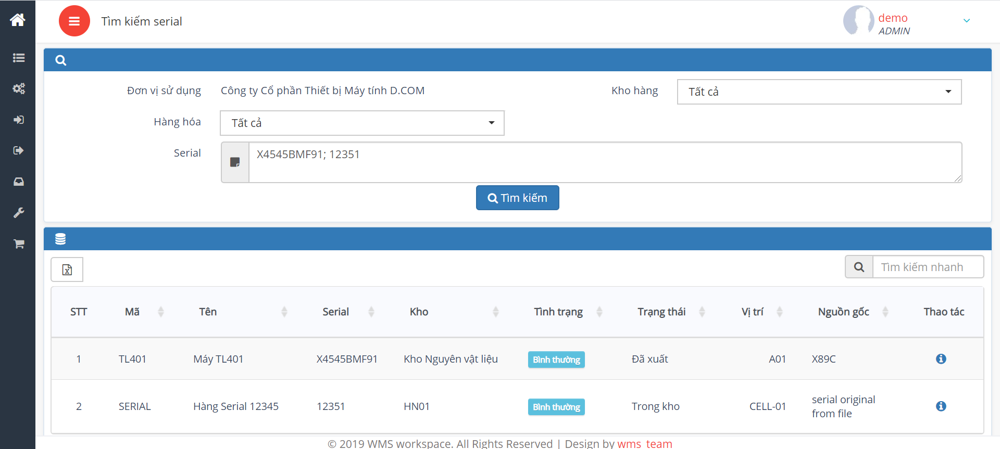 Tìm kiếm serial
demo
ADMIN
Đơn vị sử dụng
Công ty Cổ phần Thiết bị Máy tính D.COM
Kho hàng
Tất cả
Hàng hóa
Tất cả
Serial
X4545BMF91; 12351
Tìm kiếm
Tìm kiếm nhanh
STT Mã Tên Serial Kho Tình trạng Trạng thái Vị trí Nguồn gốc Thao tác
1 TL401 Máy TL401 X4545BMF91 Kho Nguyên vật liệu Bình thường Đã xuất A01 X89C
2 SERIAL Hàng Serial 12345 12351 HN01 Bình thường Trong kho CELL-01 serial original
from file
© 2019 WMS workspace. All Rights Reserved | Design by wms_team